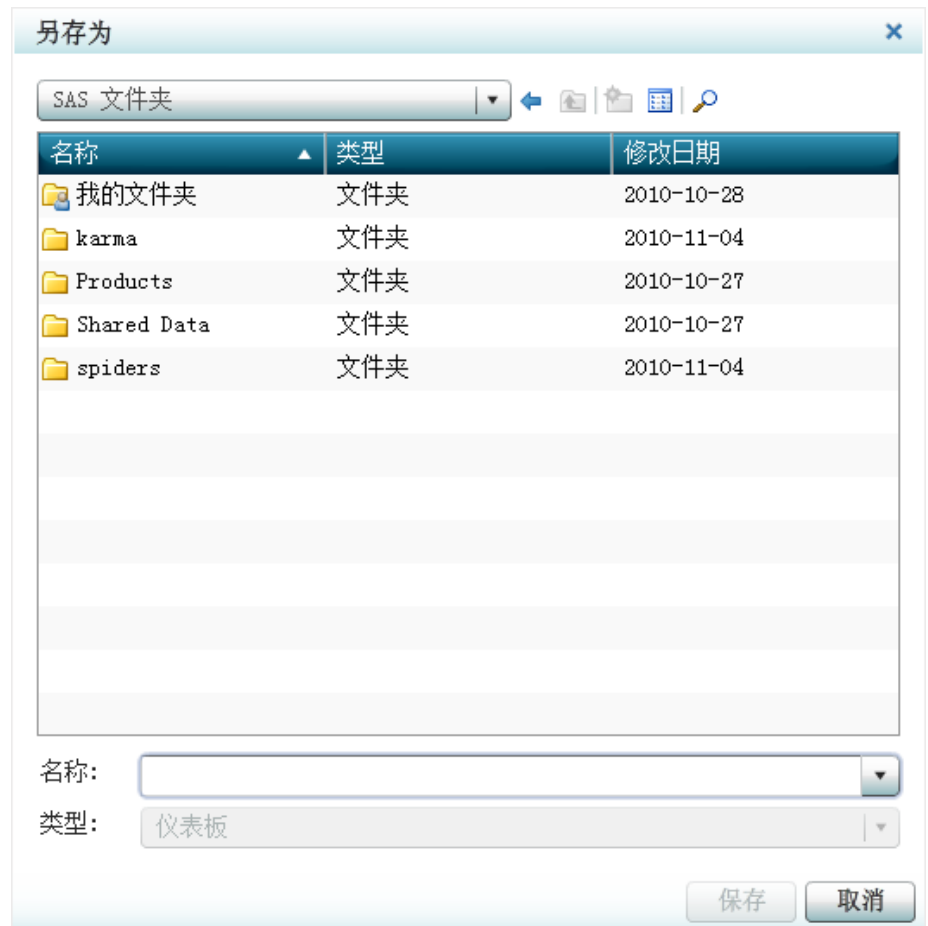 另存为
SAS 文件夹
名称 类型 修改日期
我的文件夹 文件夹 2010-10-28
karma 文件夹 2010-11-04
Products 文件夹 2010-10-27
Shared Data 文件夹 2010-10-27
spiders 文件夹 2010-11-04
名称:
类型: 仪表板
保存 取消